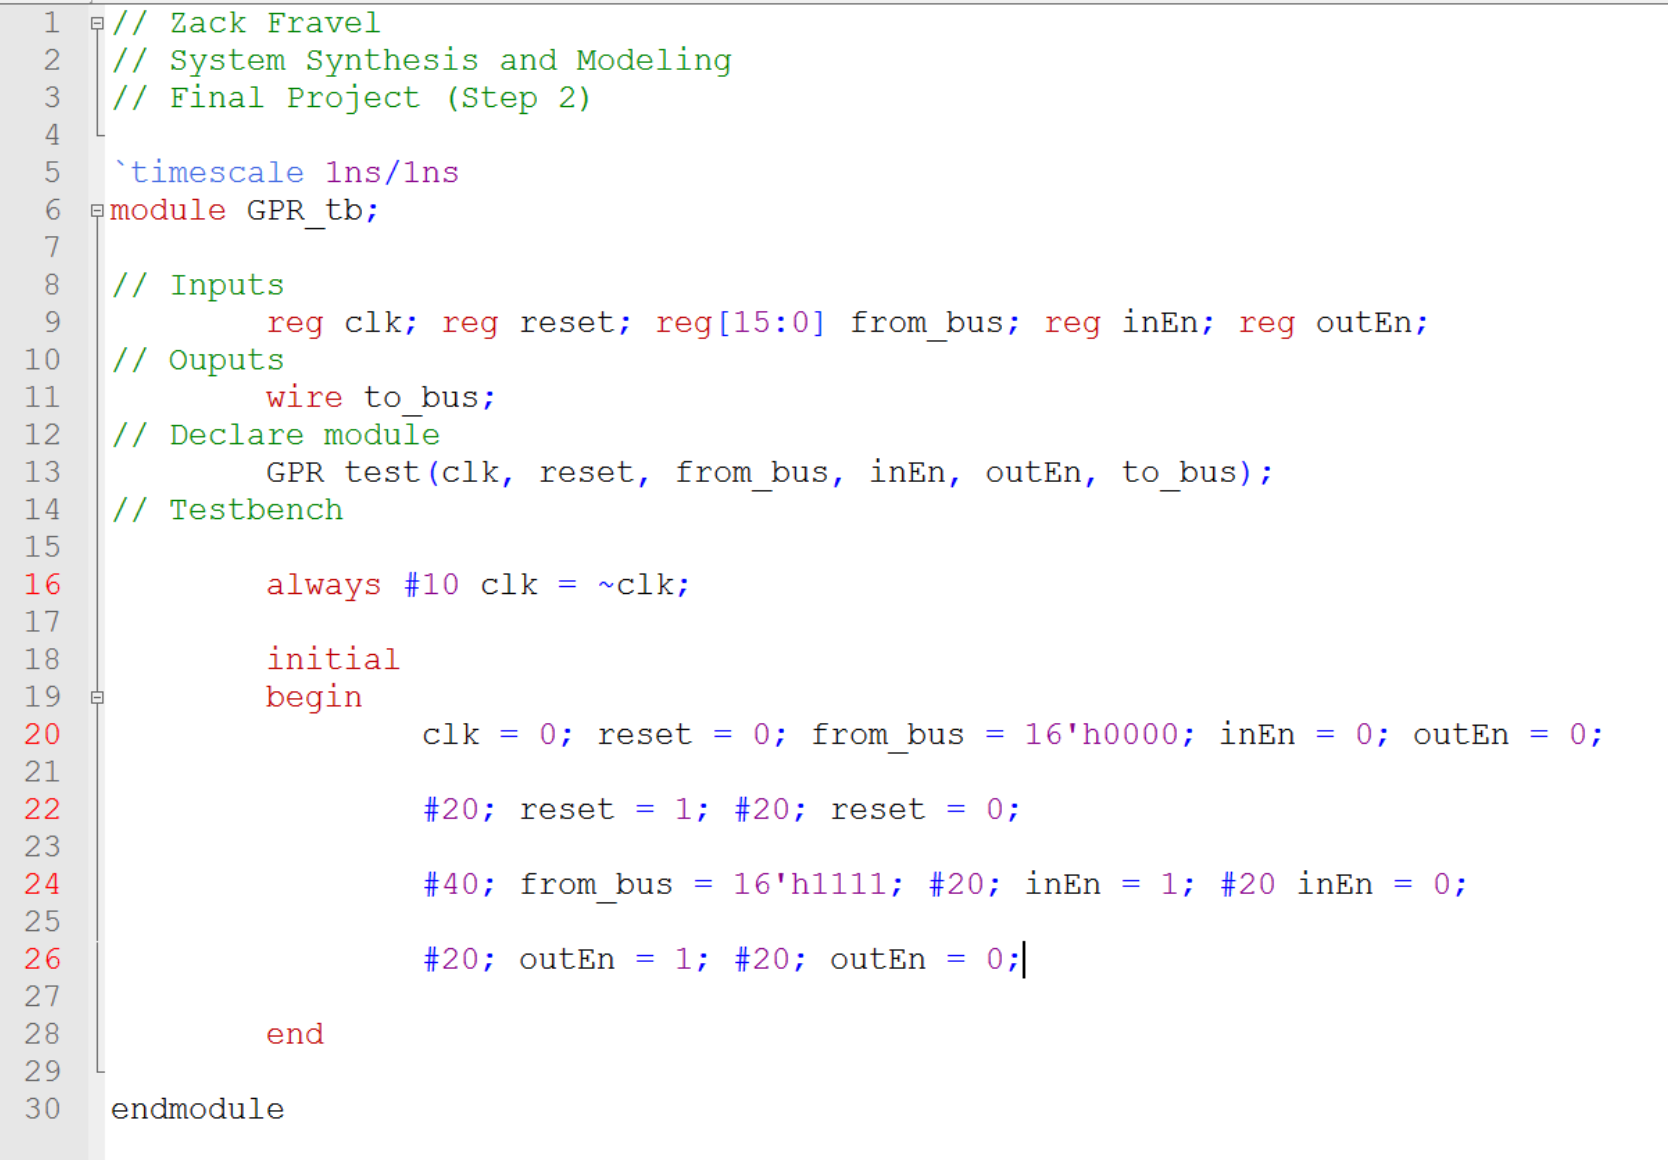 1 // Zack Fravel
2 // System Synthesis and Modeling
3 // Final Project (Step 2)
4
5 `timescale 1ns/1ns
6 module GPR_tb;
7
8 // Inputs
9 reg clk; reg reset; reg[15:0] from_bus; reg inEn; reg outEn;
10 // Ouputs
11 wire to_bus;
12 // Declare module
13 GPR test(clk, reset, from_bus, inEn, outEn, to_bus);
14 // Testbench
15
16 always #10 clk = ~clk;
17
18 initial
19 begin
20 clk = 0; reset = 0; from_bus = 16'h0000; inEn = 0; outEn = 0;
21
22 #20; reset = 1; #20; reset = 0;
23
24 #40; from_bus = 16'h1111; #20; inEn = 1; #20 inEn = 0;
25
26 #20; outEn = 1; #20; outEn = 0;
27
28 end
29
30 endmodule